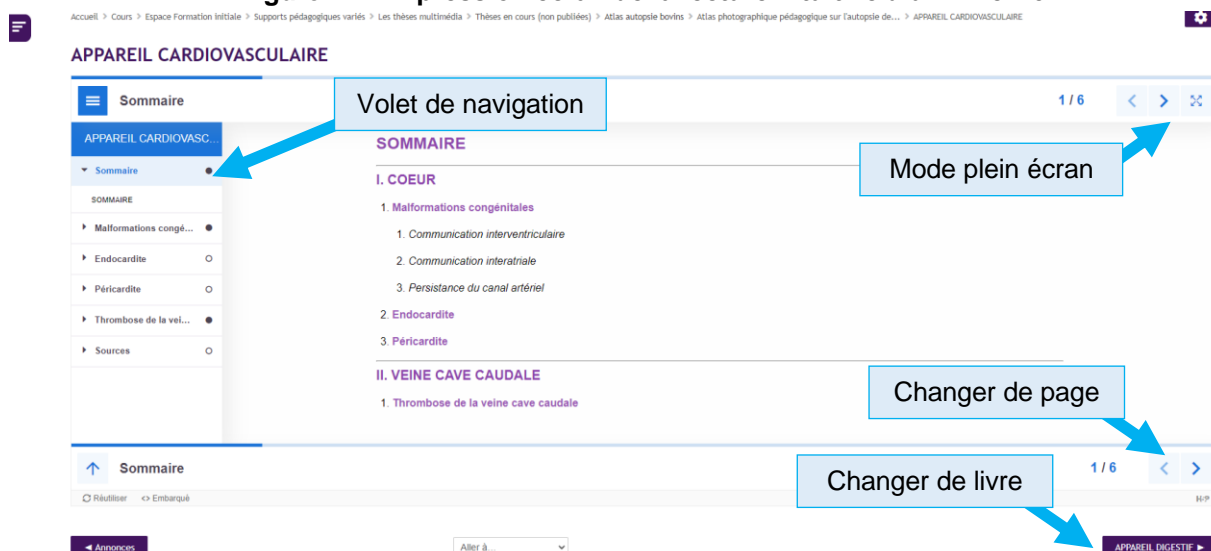 Accueil > Cours > Espace Formation initiale > Supports pédagogiques variés > Les thèses multimédia > Thèses en cours (non publiées) > Atlas autopsie bovins > Atlas photographique pédagogique sur l'autopsie de... > APPAREIL CARDIOVASCULAIRE
APPAREIL CARDIOVASCULAIRE
Sommaire
Volet de navigation
1 / 6
APPAREIL CARDIOVASC...
SOMMAIRE
Mode plein écran
Sommaire
SOMMAIRE
Malformations congé...
Endocardite
Péricardite
Thrombose de la vei...
Sources
I. COEUR
1. Malformations congénitales
1. Communication interventriculaire
2. Communication interatriale
3. Persistance du canal artériel
2. Endocardite
3. Péricardite
II. VEINE CAVE CAUDALE
1. Thrombose de la veine cave caudale
Changer de page
Sommaire
1 / 6
Changer de livre
Réutiliser <> Embarqué
H-P
◄ Annonces
Aller à...
APPAREIL DIGESTIF ►